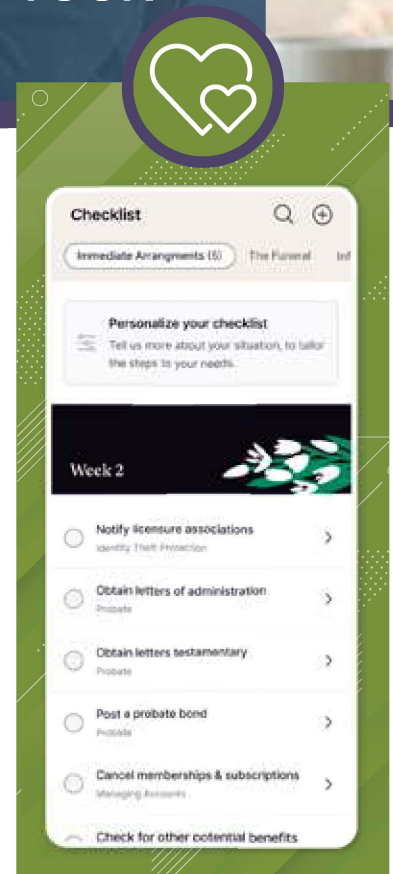 Checklist
Immediate Arrangments (5) The Funeral Inf
Personalize your checklist
Tell us more about your situation, to tailor
the steps to your needs.
Week 2
Notify licensure associations
Identity Theft Protection
Obtain letters of administration
Probate
Obtain letters testamentary
Probate
Post a probate bond
Probate
Cancel memberships & subscriptions
Managing Accounts
Check for other potential benefits